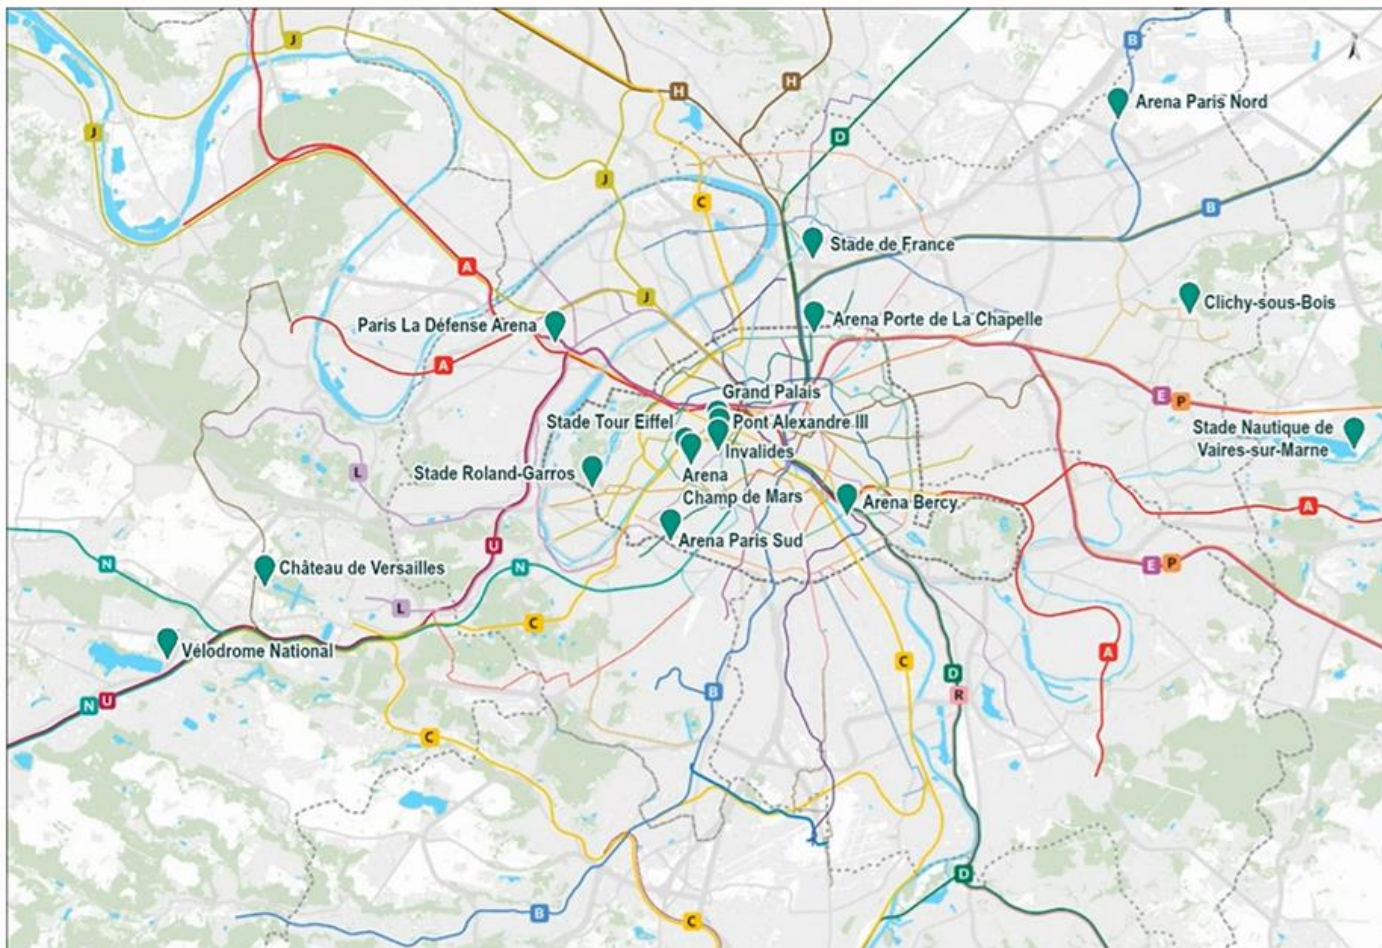 J
B
J
H
H
D
Arena Paris Nord
J
C
B
Stade de France
A
J
Clichy-sous-Bois
Paris La Défense Arena
Arena Porte de La Chapelle
A
Grand Palais
E
P
Stade Tour Eiffel
Pont Alexandre III
Stade Nautique de
Vaires-sur-Marne
Invalides
L
Stade Roland-Garros
Arena
Champ de Mars
Arena Bercy
A
Arena Paris Sud
U
N
N
Château de Versailles
E
P
L
C
Vélodrome National
A
C
D
B
R
N
U
C
D
B
C